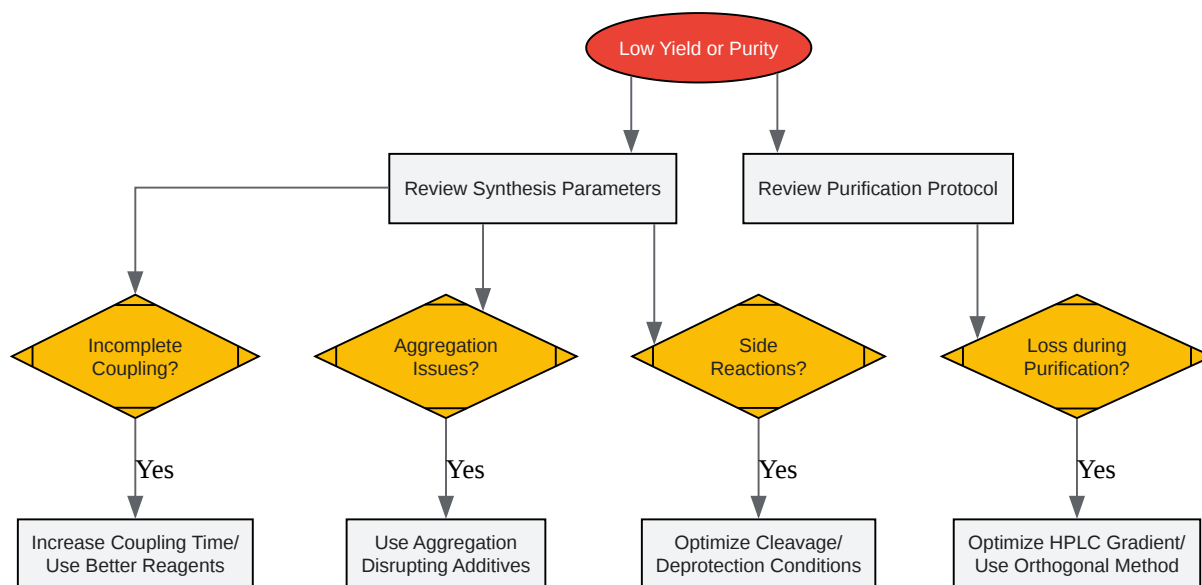 Low Yield or Purity
Review Synthesis Parameters
Review Purification Protocol
Incomplete
Coupling?
Aggregation
Issues?
Side
Reactions?
Loss during
Purification?
Yes
Yes
Yes
Yes
Increase Coupling Time/
Use Better Reagents
Use Aggregation
Disrupting Additives
Optimize Cleavage/
Deprotection Conditions
Optimize HPLC Gradient/
Use Orthogonal Method